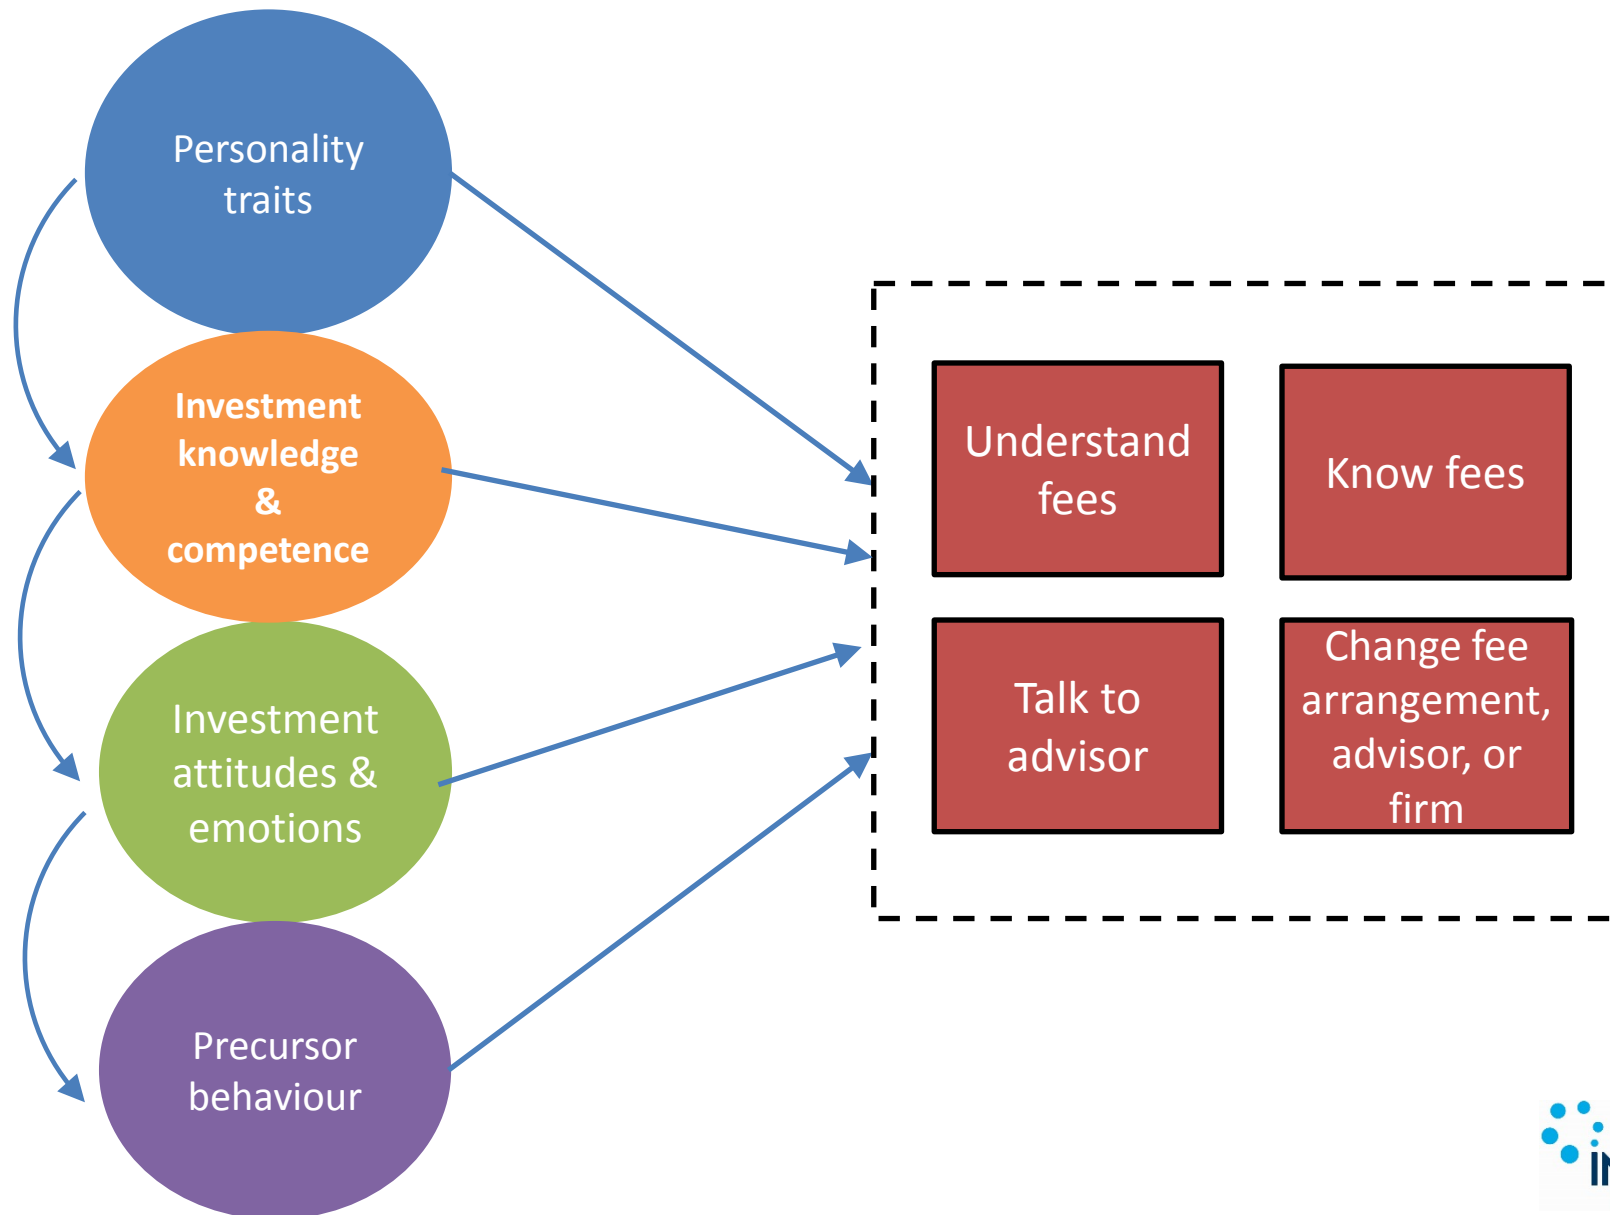 Personality
traits
Investment
knowledge
&
competence
Investment
attitudes &
emotions
Precursor
behaviour
Understand
fees
Know fees
Talk to
advisor
Change fee
arrangement,
advisor, or
firm